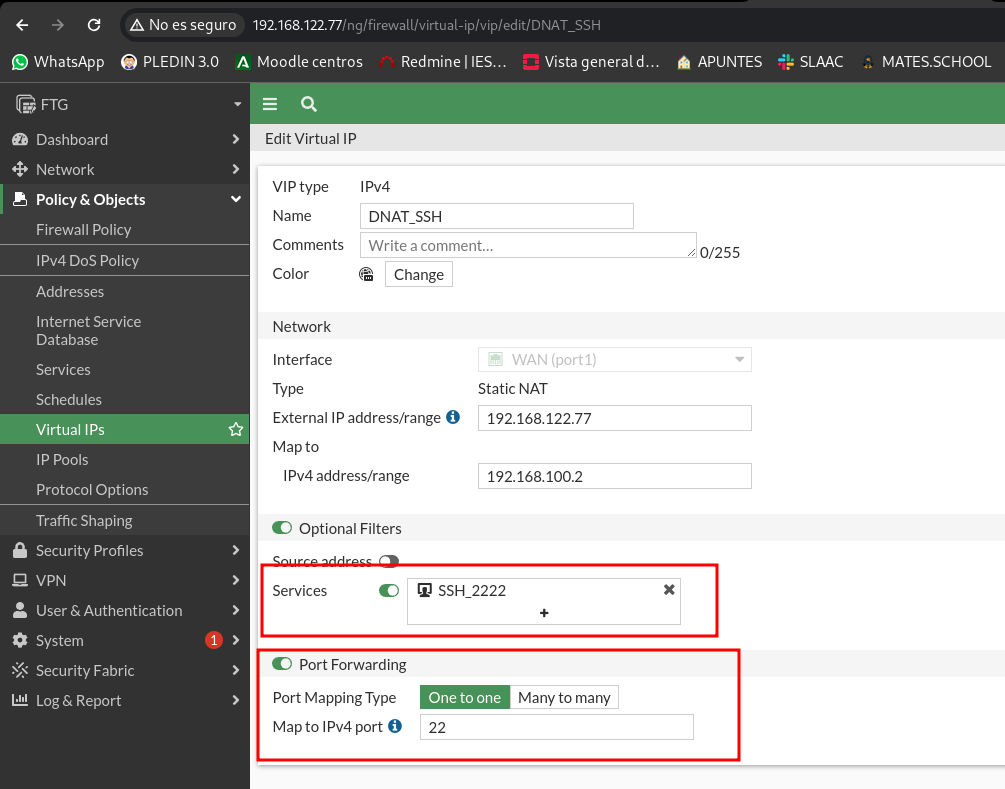 No es seguro 192.168.122.77/ng/firewall/virtual-ip/vip/edit/DNAT_SSH
WhatsApp PLEDIN 3.0 Moodle centros Redmine | IES... Vista general d... APUNTES SLAAC MATES.SCHOOL
FTG
Dashboard
Network
Policy & Objects
Firewall Policy
IPv4 DoS Policy
Addresses
Internet Service
Database
Services
Schedules
Virtual IPs
IP Pools
Protocol Options
Traffic Shaping
Security Profiles
VPN
User & Authentication
System 1
Security Fabric
Log & Report
Edit Virtual IP
VIP type IPv4
Name DNAT_SSH
Comments Write a comment... 0/255
Color Change
Network
Interface WAN (port1)
Type Static NAT
External IP address/range 192.168.122.77
Map to
IPv4 address/range 192.168.100.2
Optional Filters
Source address
Services SSH_2222
Port Forwarding
Port Mapping Type One to one Many to many
Map to IPv4 port 22